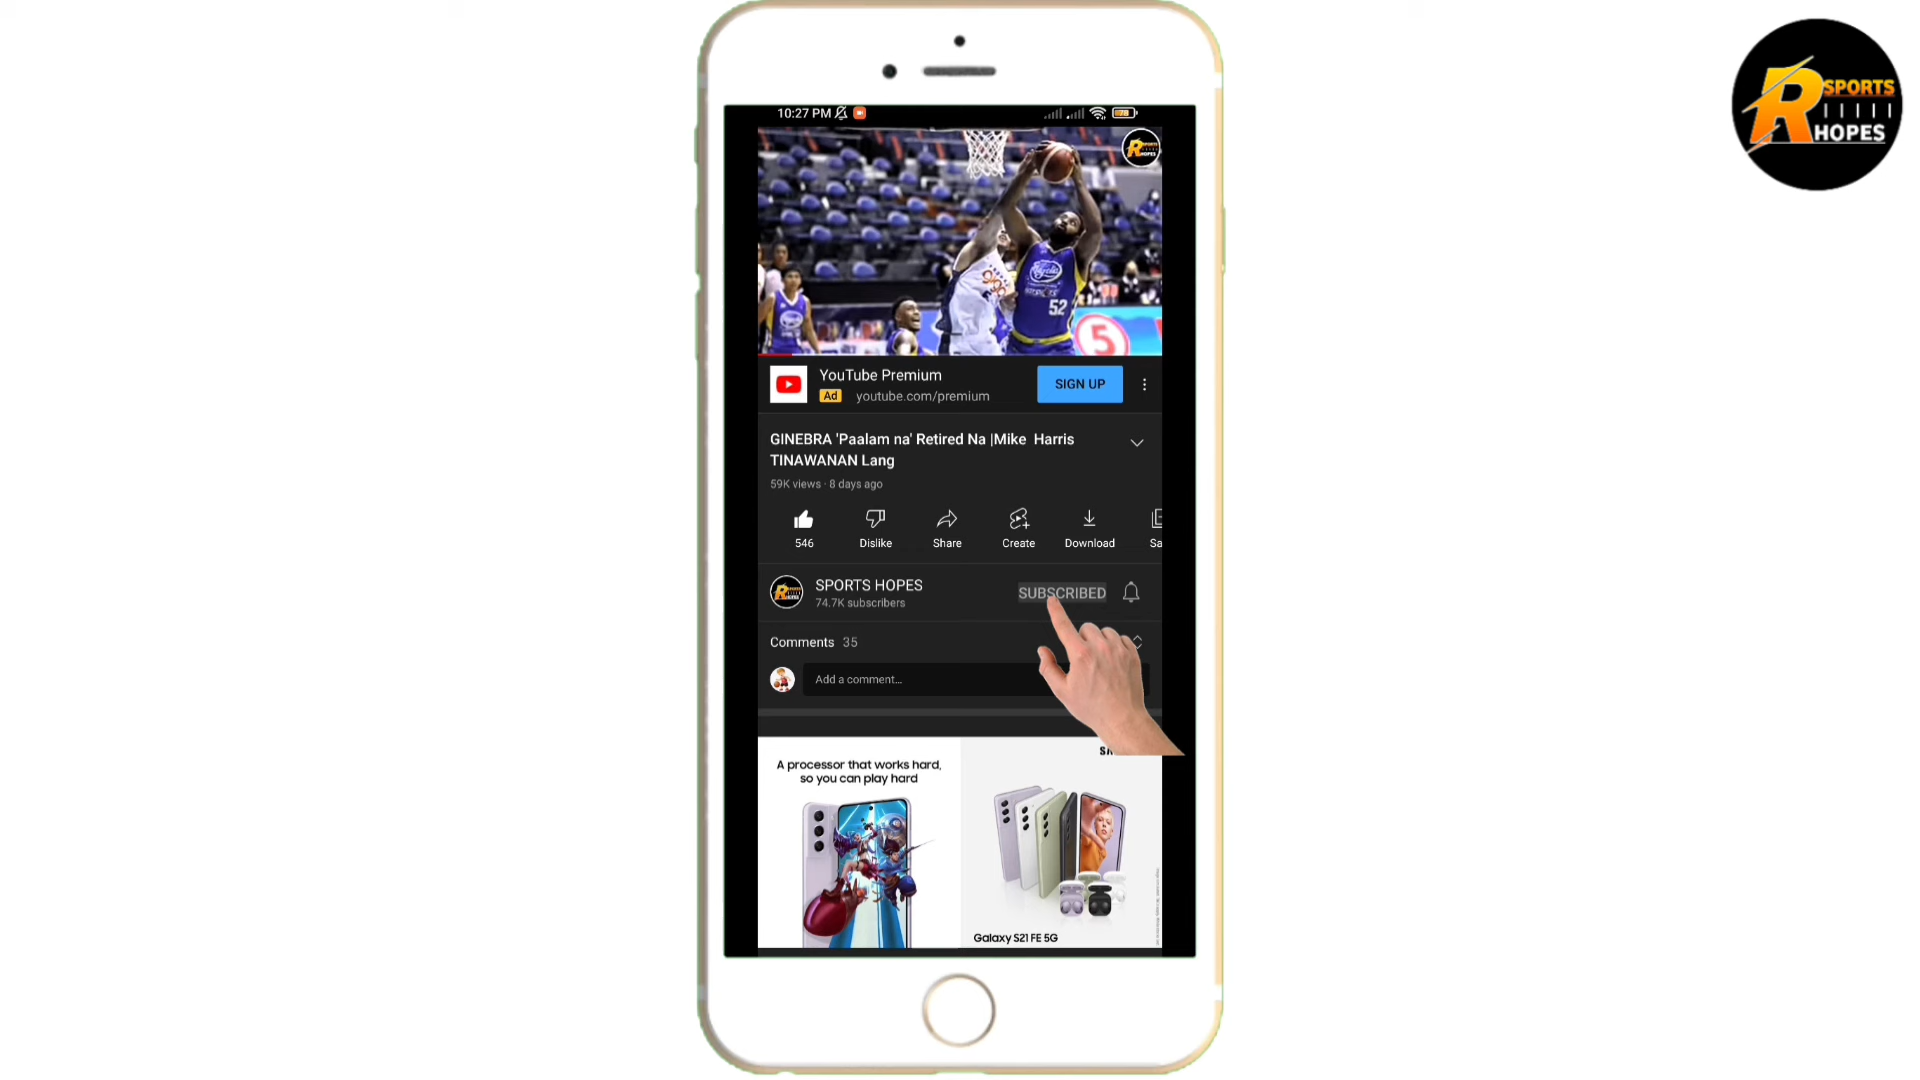 SPORTS
HOPES
10:27 PM
52
5
YouTube Premium
Ad youtube.com/premium
SIGN UP
GINEBRA 'Paalam na' Retired Na |Mike Harris
TINAWANAN Lang
59K views · 8 days ago
546
Dislike
Share
Create
Download
Sa
SPORTS HOPES
74.7K subscribers
SUBSCRIBED
Comments 35
Add a comment...
A processor that works hard,
so you can play hard
Galaxy S21 FE 5G